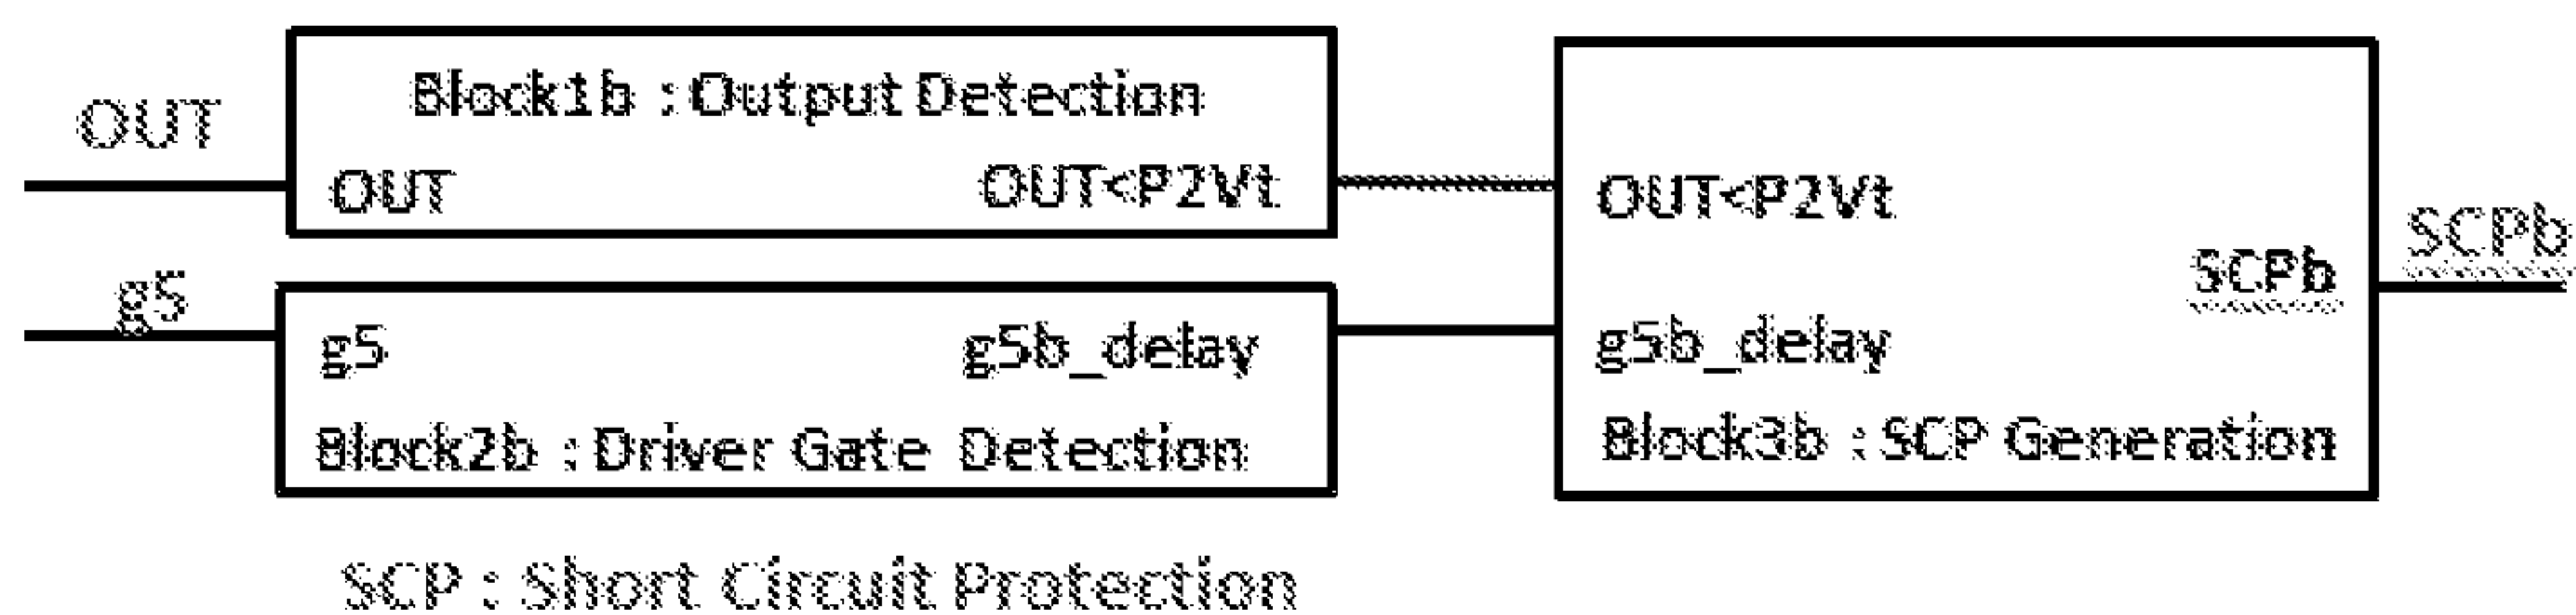 Block1b : Output Detection
OUT
OUT OUT<P2Vt
OUT<P2Vt
SCPb
SCPb
g5
g5 g5b_delay
g5b_delay
Block2b : Driver Gate Detection
Block3b : SCP Generation
SCP : Short Circuit Protection